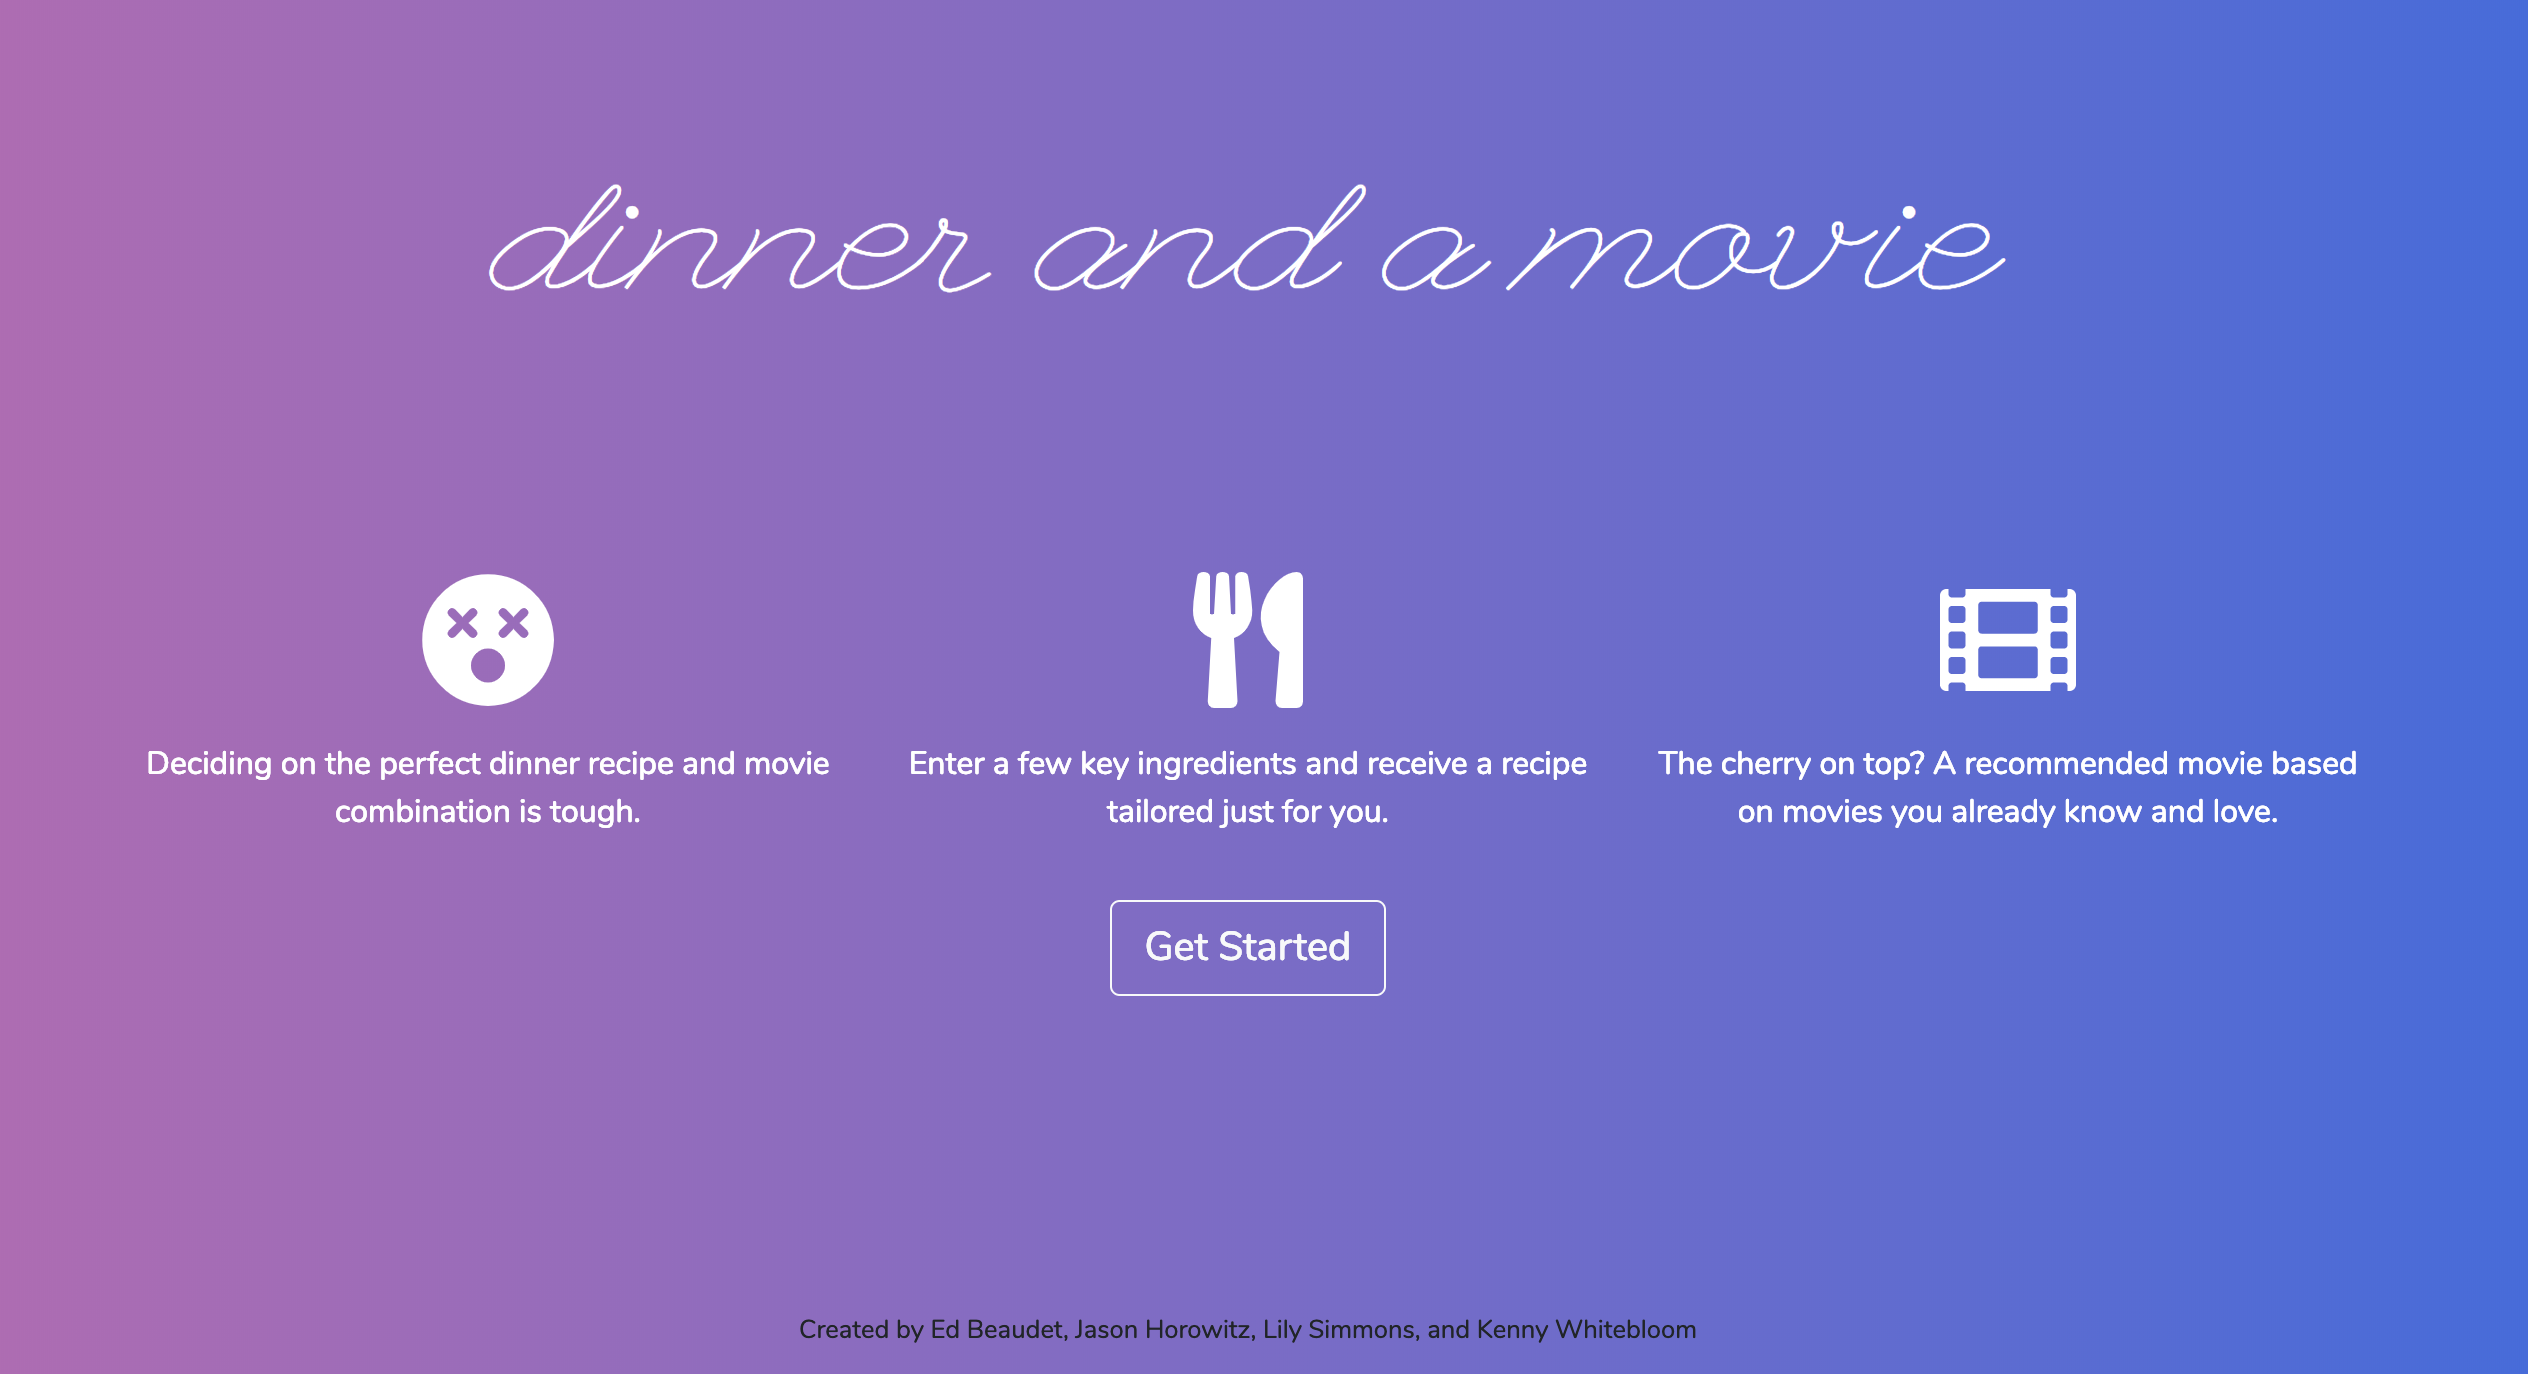 dinner and a movie
Deciding on the perfect dinner recipe and movie
combination is tough.
Enter a few key ingredients and receive a recipe
tailored just for you.
The cherry on top? A recommended movie based
on movies you already know and love.
Get Started
Created by Ed Beaudet, Jason Horowitz, Lily Simmons, and Kenny Whitebloom